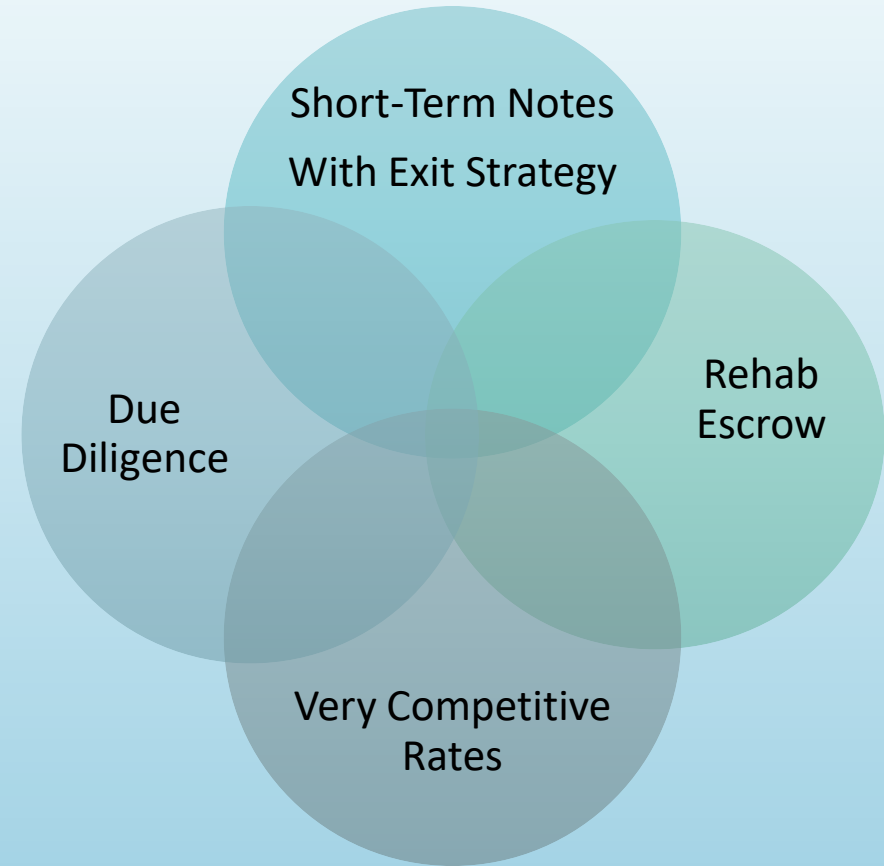 Short-Term Notes
With Exit Strategy
Rehab
Escrow
Due
Diligence
Very Competitive
Rates